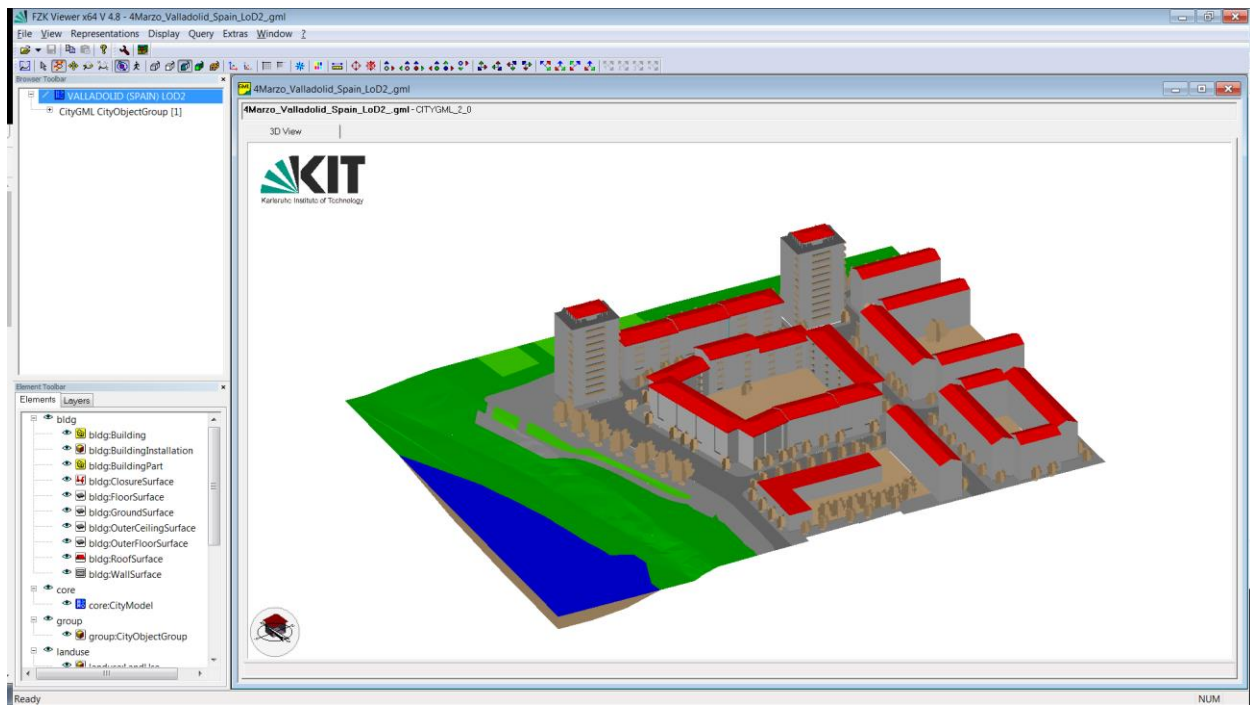 FZK Viewer x64 V 4.8 - 4Marzo_Valladolid_Spain_LoD2_.gml
File View Representations Display Query Extras Window ?
Browser Toolbar
VALLADOLID (SPAIN) LOD2
CityGML CityObjectGroup [1]
4Marzo_Valladolid_Spain_LoD2_.gml
4Marzo_Valladolid_Spain_LoD2_.gml - CITYGML_2_0
3D View
KIT
Karlsruhe Institute of Technology
Element Toolbar
Elements Layers
bldg
bldg:Building
bldg:BuildingInstallation
bldg:BuildingPart
bldg:ClosureSurface
bldg:FloorSurface
bldg:GroundSurface
bldg:OuterCeilingSurface
bldg:OuterFloorSurface
bldg:RoofSurface
bldg:WallSurface
core
core:CityModel
group
group:CityObjectGroup
landuse
Ready
NUM